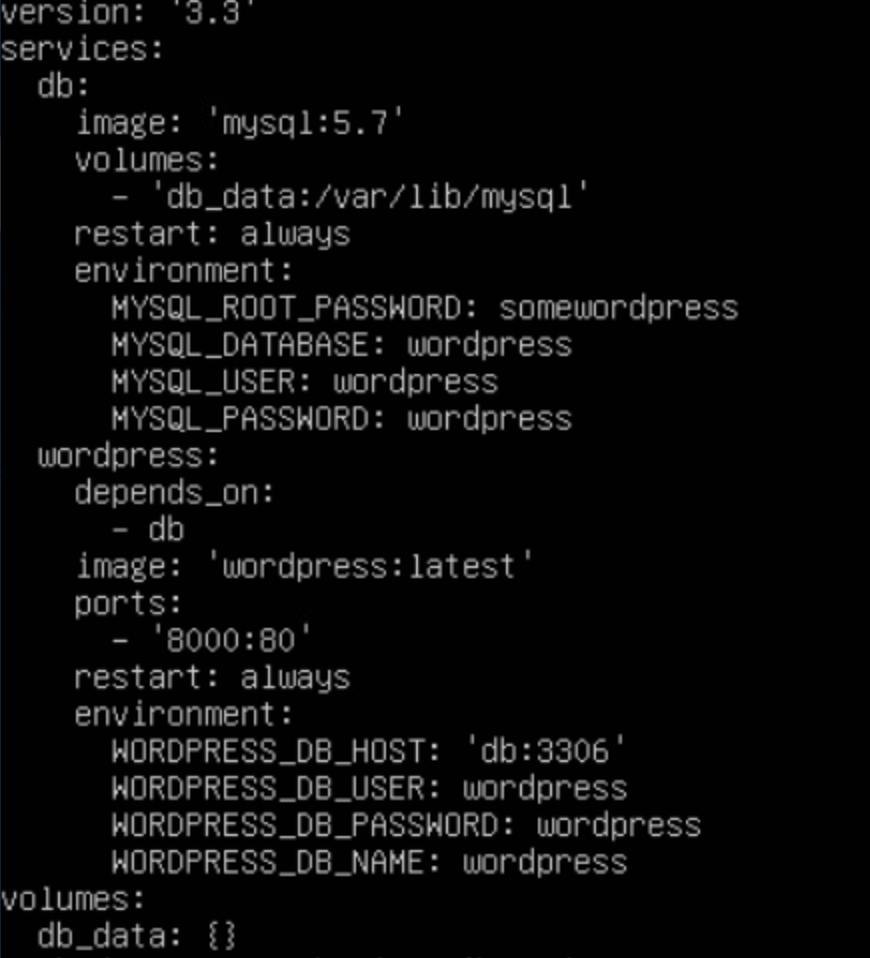 version: '3.3'
services:
  db:
    image: 'mysql:5.7'
    volumes:
      - 'db_data:/var/lib/mysql'
    restart: always
    environment:
      MYSQL_ROOT_PASSWORD: somewordpress
      MYSQL_DATABASE: wordpress
      MYSQL_USER: wordpress
      MYSQL_PASSWORD: wordpress
  wordpress:
    depends_on:
      - db
    image: 'wordpress:latest'
    ports:
      - '8000:80'
    restart: always
    environment:
      WORDPRESS_DB_HOST: 'db:3306'
      WORDPRESS_DB_USER: wordpress
      WORDPRESS_DB_PASSWORD: wordpress
      WORDPRESS_DB_NAME: wordpress
volumes:
  db_data: {}